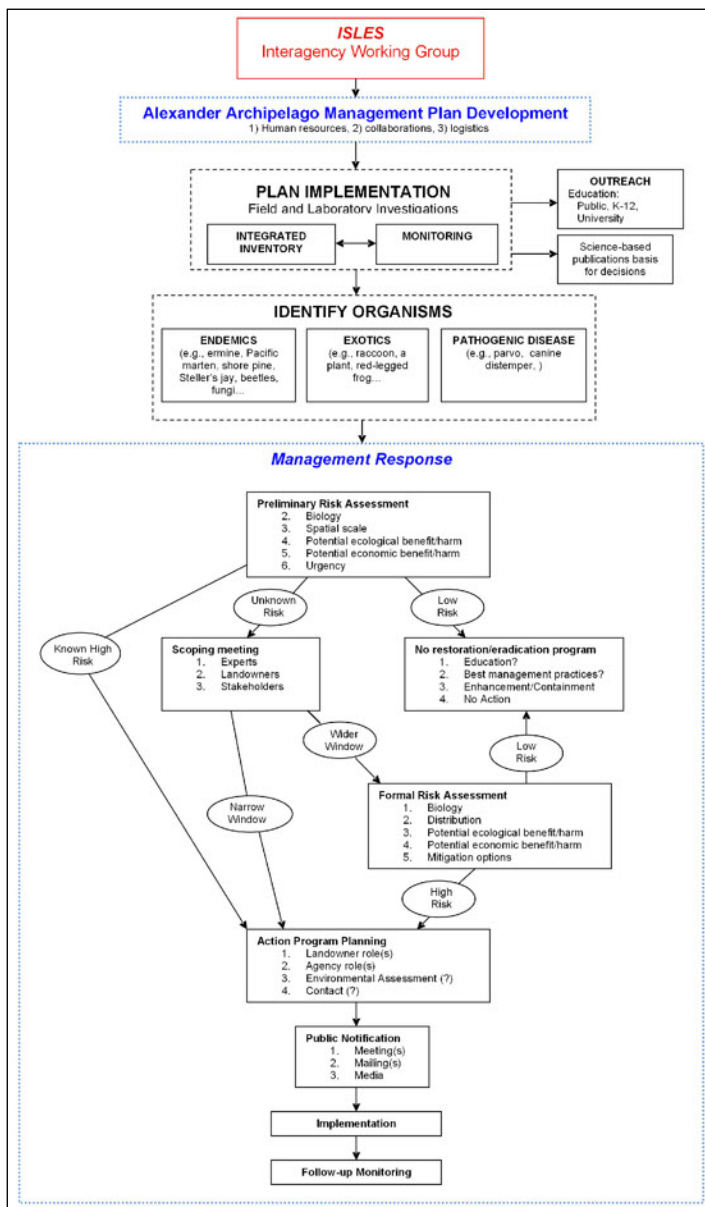 ISLES
Interagency Working Group
Alexander Archipelago Management Plan Development
1) Human resources, 2) collaborations, 3) logistics
PLAN IMPLEMENTATION
Field and Laboratory Investigations
INTEGRATED
INVENTORY
MONITORING
OUTREACH
Education:
Public, K-12,
University
Science-based
publications basis
for decisions
IDENTIFY ORGANISMS
ENDEMICS
(e.g., ermine, Pacific
marten, shore pine,
Steller's jay, beetles,
fungi...
EXOTICS
(e.g., raccoon, a
plant, red-legged
frog...
PATHOGENIC DISEASE
(e.g., parvo, canine
distemper, )
Management Response
Preliminary Risk Assessment
2. Biology
3. Spatial scale
4. Potential ecological benefit/harm
5. Potential economic benefit/harm
6. Urgency
Unknown
Risk
Low
Risk
Known High
Risk
Scoping meeting
1. Experts
2. Landowners
3. Stakeholders
No restoration/eradication program
1. Education?
2. Best management practices?
3. Enhancement/Containment
4. No Action
Wider
Window
Low
Risk
Narrow
Window
Formal Risk Assessment
1. Biology
2. Distribution
3. Potential ecological benefit/harm
4. Potential economic benefit/harm
5. Mitigation options
High
Risk
Action Program Planning
1. Landowner role(s)
2. Agency role(s)
3. Environmental Assessment (?)
4. Contact (?)
Public Notification
1. Meeting(s)
2. Mailing(s)
3. Media
Implementation
Follow-up Monitoring